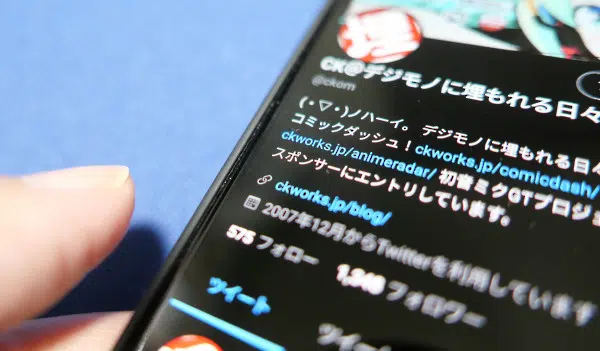 CK@デジモノに埋もれる日々
@ckom
(・▽・)ノハーイ。 デジモノに埋もれる日々
コミックダッシュ！ckworks.jp/comicdash/
ckworks.jp/animeradar/ 初音ミクGTプロジ
スポンサーにエントリしています。
ckworks.jp/blog/
2007年12月からTwitterを利用しています
575 フォロー 1,348 フォロワー
ツイート ツイ